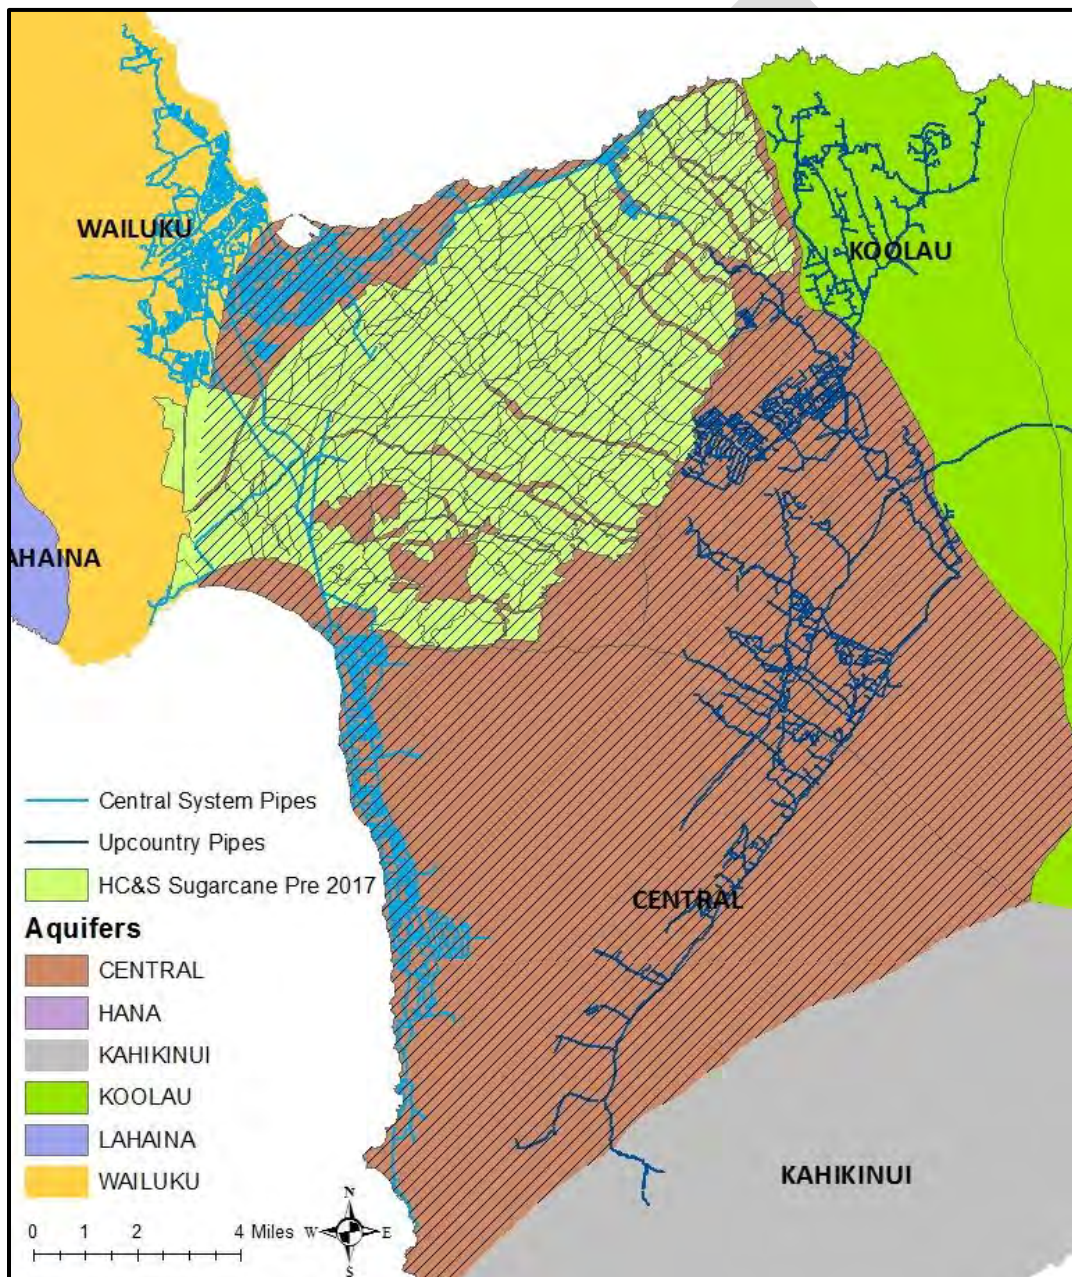 WAILUKU
KOOLAU
AHAINA
Central System Pipes
Upcountry Pipes
HC&S Sugarcane Pre 2017
CENTRAL
Aquifers
CENTRAL
HANA
KAHIKINUI
KOOLAU
LAHAINA
WAILUKU
KAHIKINUI
0 1 2 4 Miles
N
W E
S